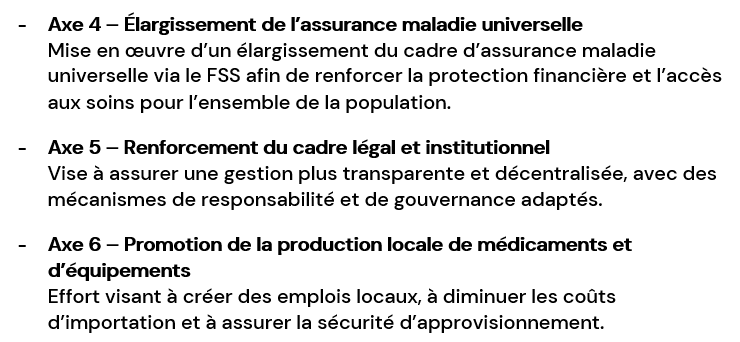 - Axe 4 – Élargissement de l’assurance maladie universelle
Mise en œuvre d’un élargissement du cadre d’assurance maladie
universelle via le FSS afin de renforcer la protection financière et l’accès
aux soins pour l’ensemble de la population.
- Axe 5 – Renforcement du cadre légal et institutionnel
Vise à assurer une gestion plus transparente et décentralisée, avec des
mécanismes de responsabilité et de gouvernance adaptés.
- Axe 6 – Promotion de la production locale de médicaments et
d’équipements
Effort visant à créer des emplois locaux, à diminuer les coûts
d’importation et à assurer la sécurité d’approvisionnement.